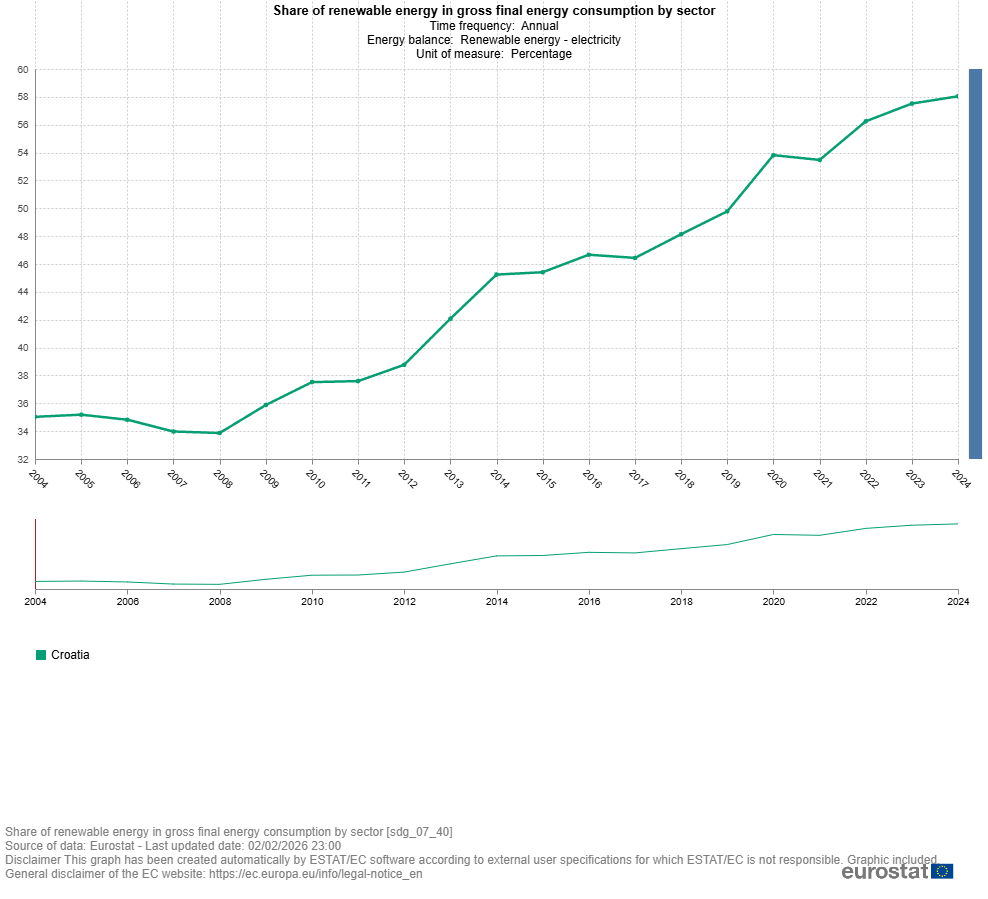 Share of renewable energy in gross final energy consumption by sector
Time frequency: Annual
Energy balance: Renewable energy - electricity
Unit of measure: Percentage
60
58
56
54
52
50
48
46
44
42
40
38
36
34
32
2004 2005 2006 2007 2008 2009 2010 2011 2012 2013 2014 2015 2016 2017 2018 2019 2020 2021 2022 2023 2024
2004 2006 2008 2010 2012 2014 2016 2018 2020 2022 2024
Croatia
Share of renewable energy in gross final energy consumption by sector [sdg_07_40]
Source of data: Eurostat - Last updated date: 02/02/2026 23:00
Disclaimer This graph has been created automatically by ESTAT/EC software according to external user specifications for which ESTAT/EC is not responsible. Graphic included.
General disclaimer of the EC website: https://ec.europa.eu/info/legal-notice_en
eurostat